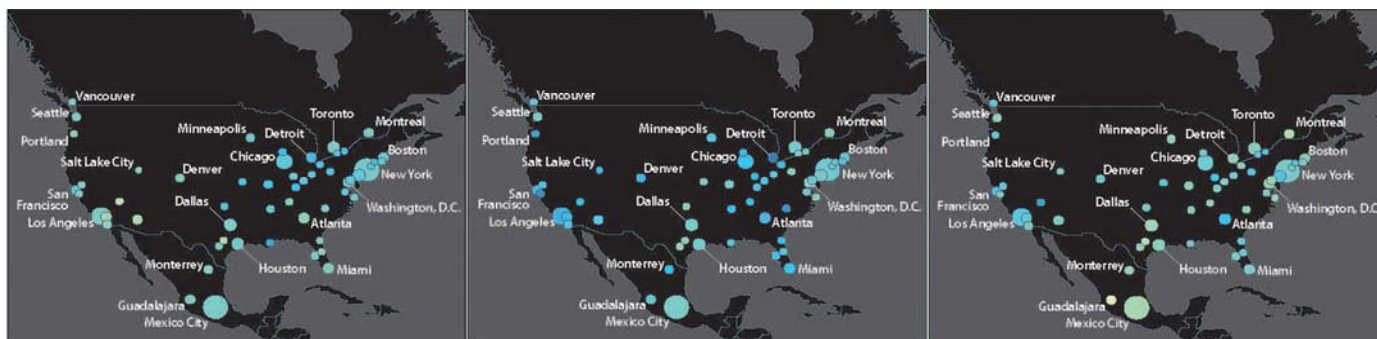 Vancouver
Seattle
Toronto
Montreal
Minneapolis
Detroit
Portland
Boston
Chicago
Salt Lake City
Denver
New York
San
Francisco
Dallas
Washington, D.C.
Los Angeles
Atlanta
Monterrey
Houston
Miami
Guadalajara
Mexico City
Vancouver
Seattle
Toronto
Montreal
Minneapolis
Detroit
Portland
Boston
Chicago
Salt Lake City
Denver
New York
San
Francisco
Dallas
Washington, D.C.
Los Angeles
Atlanta
Monterrey
Houston
Miami
Guadalajara
Mexico City
Vancouver
Seattle
Toronto
Montreal
Minneapolis
Detroit
Portland
Boston
Chicago
Salt Lake City
Denver
New York
San
Francisco
Dallas
Washington, D.C.
Los Angeles
Atlanta
Monterrey
Houston
Miami
Guadalajara
Mexico City